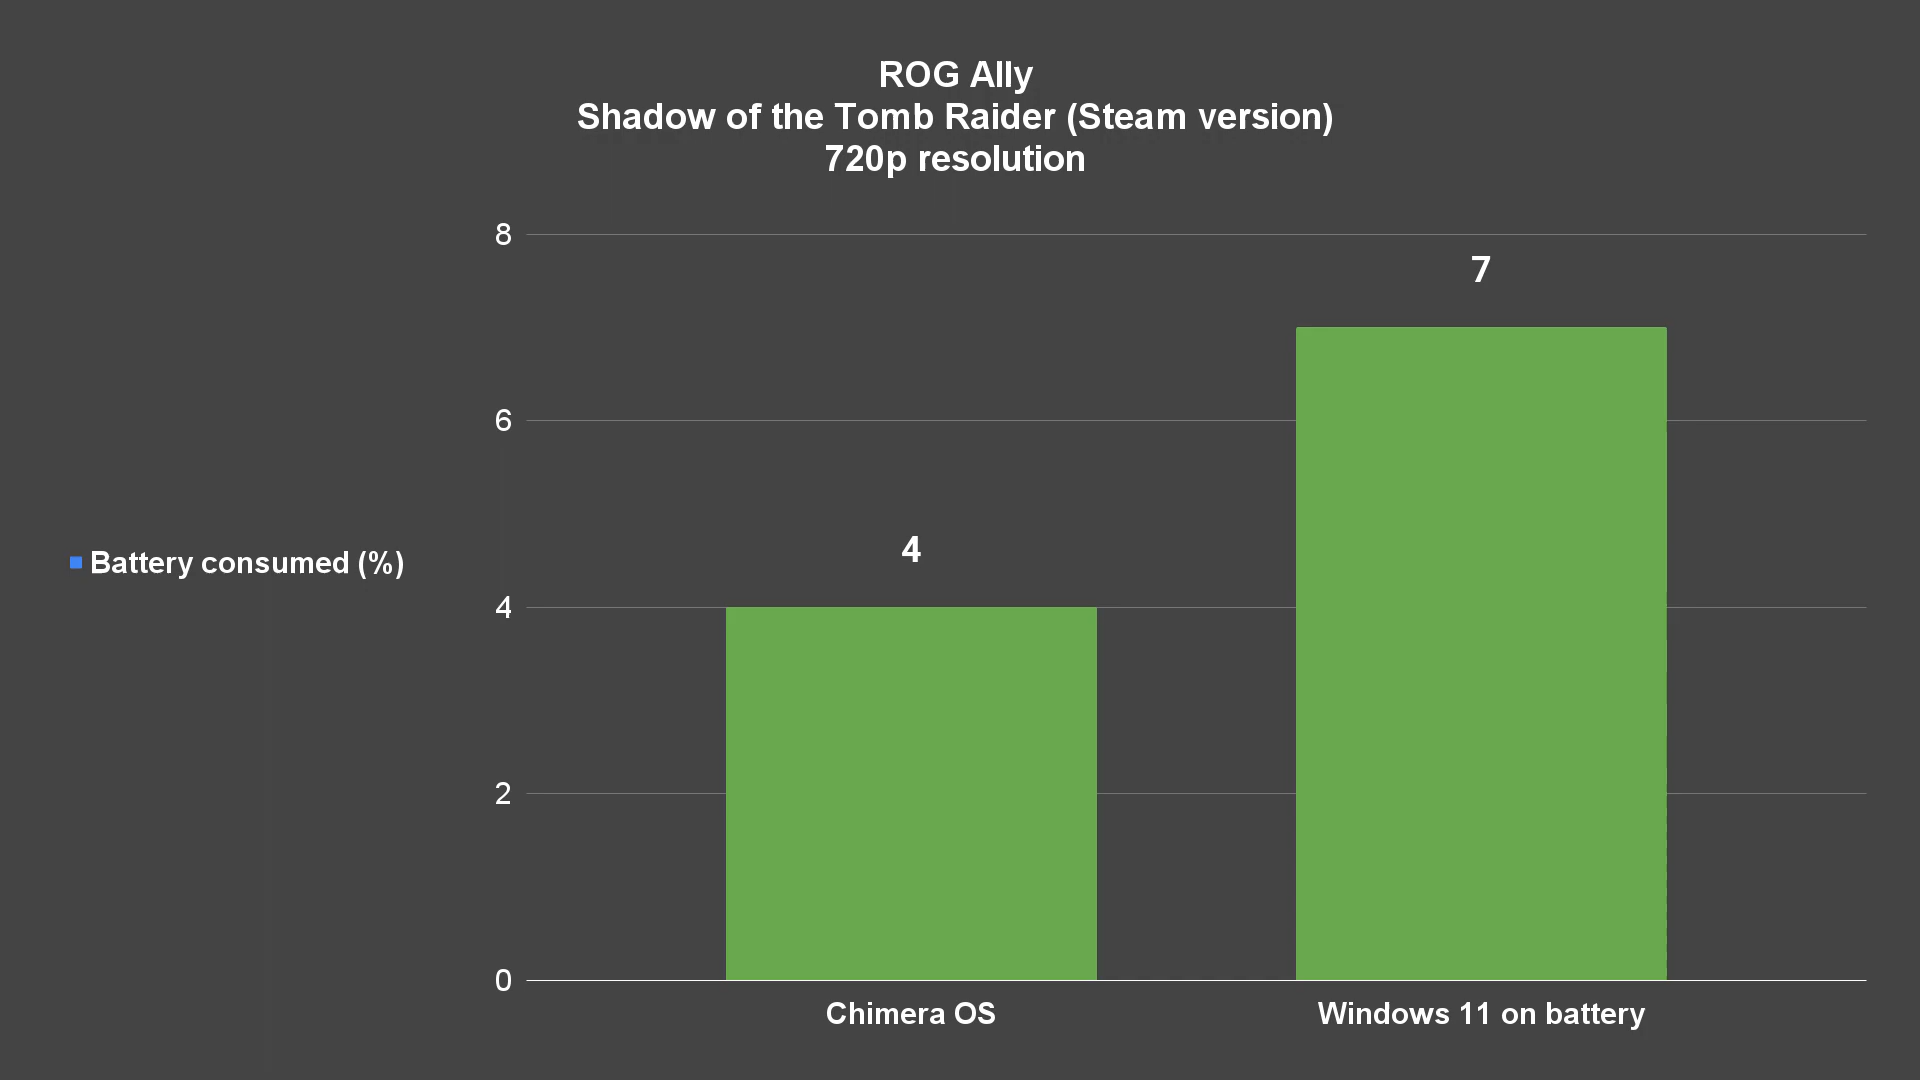 ROG Ally
Shadow of the Tomb Raider (Steam version)
720p resolution
8
7
6
4
Battery consumed (%)
4
2
0
Chimera OS
Windows 11 on battery